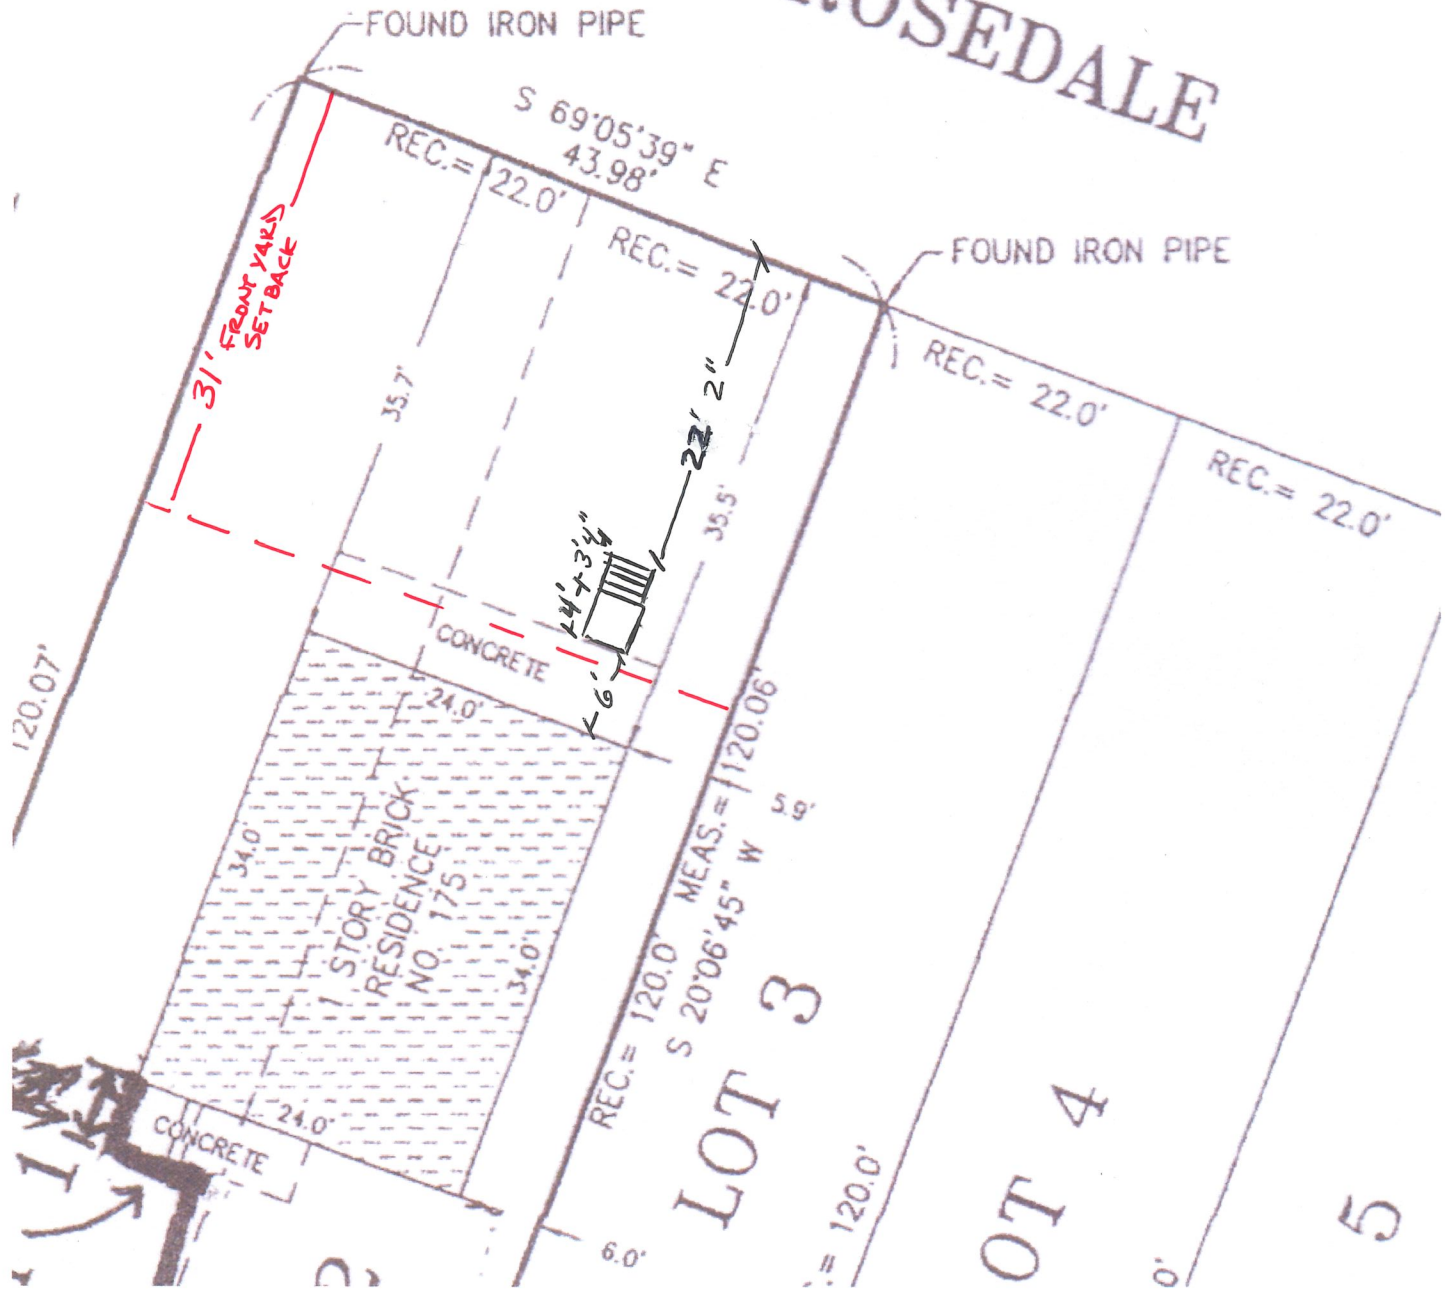 ROSEDALE
FOUND IRON PIPE
S 69°05'39" E
43.98'
REC.= 22.0'
REC.= 22.0'
FOUND IRON PIPE
REC.= 22.0'
REC.= 22.0'
31' FRONT YARD
SETBACK
35.7'
22' 2"
35.5'
4' + 3'4"
6'
CONCRETE
24.0'
120.07'
34.0'
1 STORY BRICK
RESIDENCE
NO. 175
34.0'
24.0'
CONCRETE
REC.= 120.0' MEAS.= 120.06'
S 20°06'45" W
5.9'
6.0'
LOT 3
= 120.0'
OT 4
0'
5
1